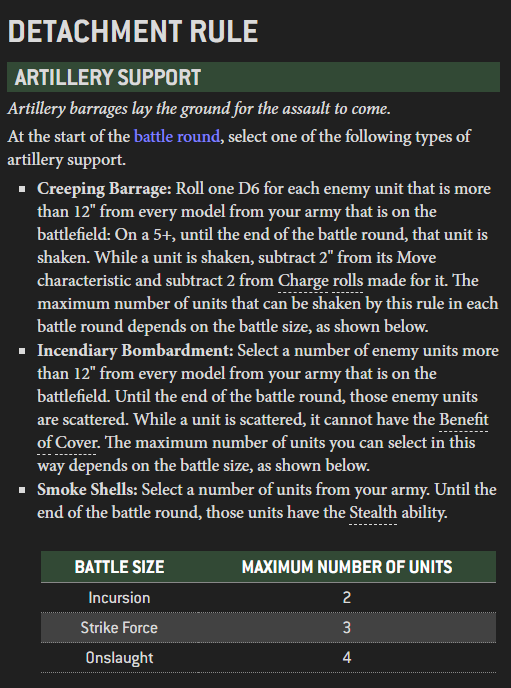 DETACHMENT RULE
ARTILLERY SUPPORT
Artillery barrages lay the ground for the assault to come.
At the start of the battle round, select one of the following types of
artillery support.
▪ Creeping Barrage: Roll one D6 for each enemy unit that is more
than 12" from every model from your army that is on the
battlefield: On a 5+, until the end of the battle round, that unit is
shaken. While a unit is shaken, subtract 2" from its Move
characteristic and subtract 2 from Charge rolls made for it. The
maximum number of units that can be shaken by this rule in each
battle round depends on the battle size, as shown below.
▪ Incendiary Bombardment: Select a number of enemy units more
than 12" from every model from your army that is on the
battlefield. Until the end of the battle round, those enemy units
are scattered. While a unit is scattered, it cannot have the Benefit
of Cover. The maximum number of units you can select in this
way depends on the battle size, as shown below.
▪ Smoke Shells: Select a number of units from your army. Until the
end of the battle round, those units have the Stealth ability.
BATTLE SIZE MAXIMUM NUMBER OF UNITS
Incursion 2
Strike Force 3
Onslaught 4